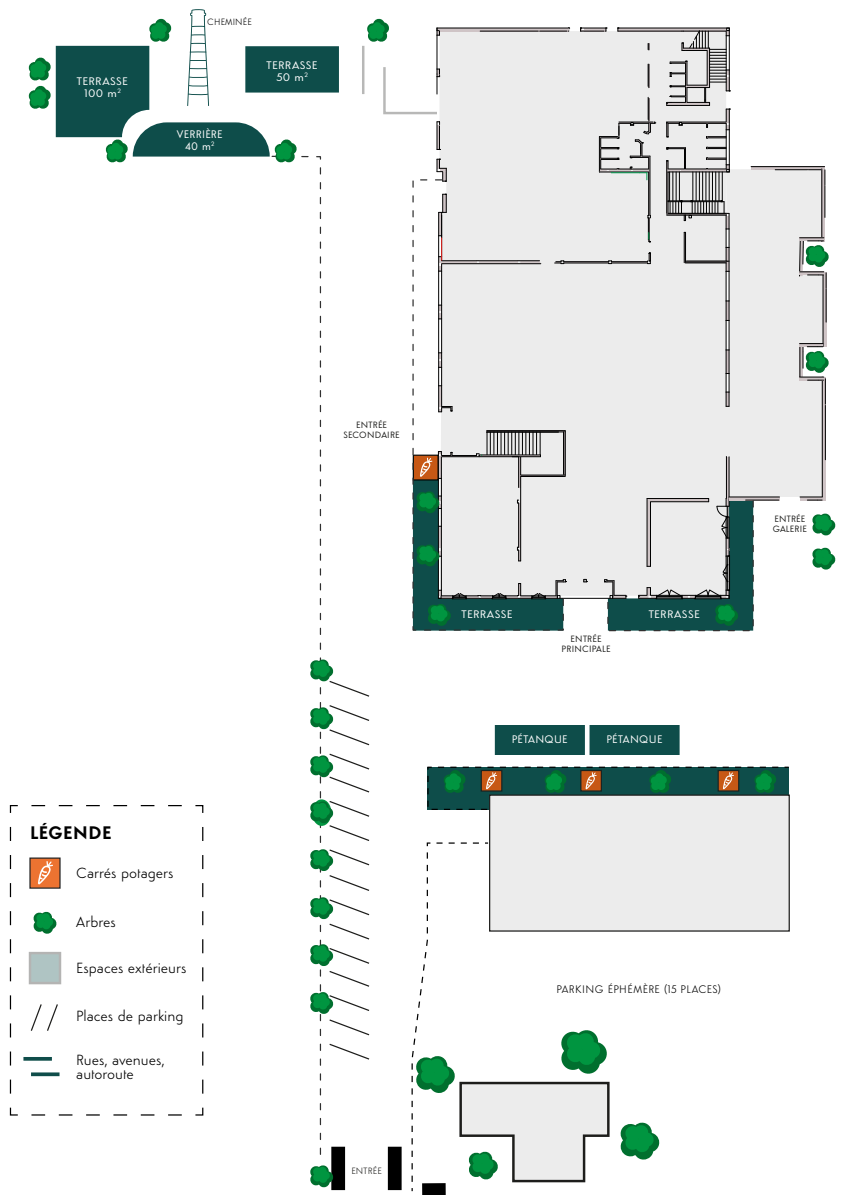 CHEMINÉE
TERRASSE
100 m²
TERRASSE
50 m²
VERRIÈRE
40 m²
ENTRÉE
SECONDAIRE
ENTRÉE
GALERIE
TERRASSE
TERRASSE
ENTRÉE
PRINCIPALE
PÉTANQUE
PÉTANQUE
LÉGENDE
Carrés potagers
Arbres
Espaces extérieurs
Places de parking
Rues, avenues,
autoroute
PARKING ÉPHÉMÈRE (15 PLACES)
ENTRÉE